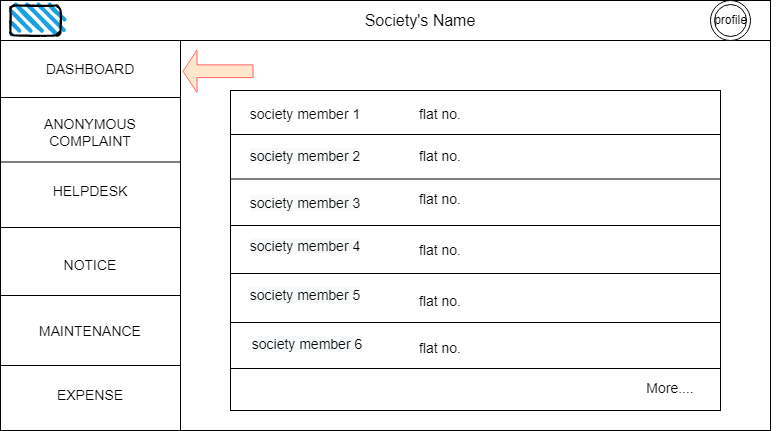 Society's Name
profile
DASHBOARD
ANONYMOUS
COMPLAINT
HELPDESK
NOTICE
MAINTENANCE
EXPENSE
society member 1 flat no.
society member 2 flat no.
society member 3 flat no.
society member 4 flat no.
society member 5 flat no.
society member 6 flat no.
More....